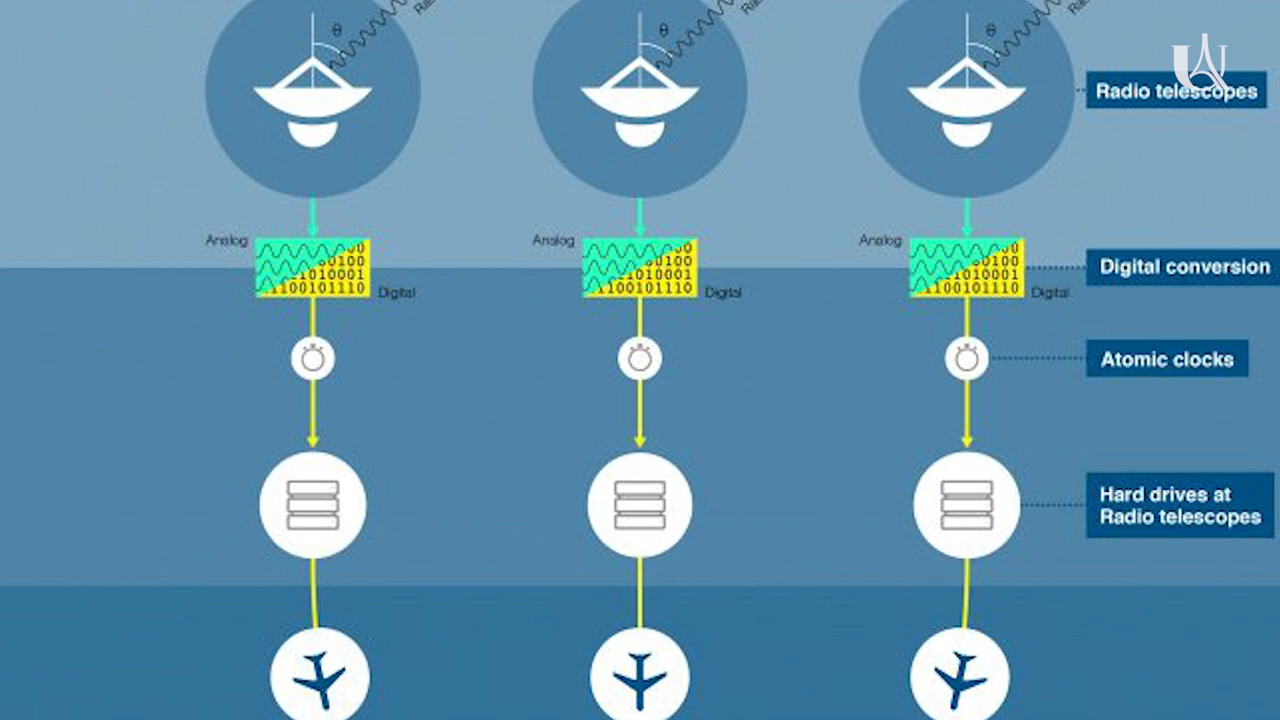 θ
θ
θ
Radio telescopes
Analog
Analog
Analog
Digital conversion
Digital
Digital
Digital
Atomic clocks
Hard drives at
Radio telescopes